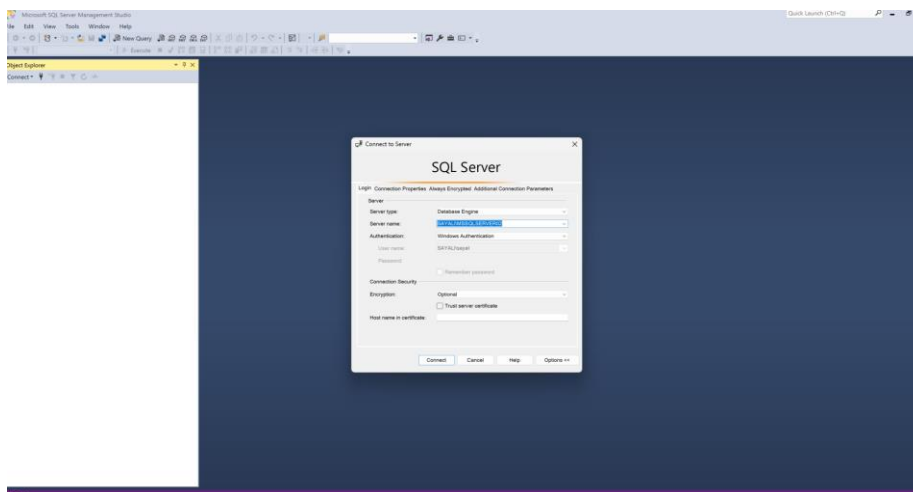 Microsoft SQL Server Management Studio
Quick Launch (Ctrl+Q)
File Edit View Tools Window Help
New Query
Execute
Object Explorer
Connect
Connect to Server
SQL Server
Login Connection Properties Always Encrypted Additional Connection Parameters
Server
Server type: Database Engine
Server name:
Authentication: Windows Authentication
User name:
Password:
Remember password
Connection Security
Encryption: Optional
Trust server certificate
Host name in certificate:
Connect Cancel Help Options <<